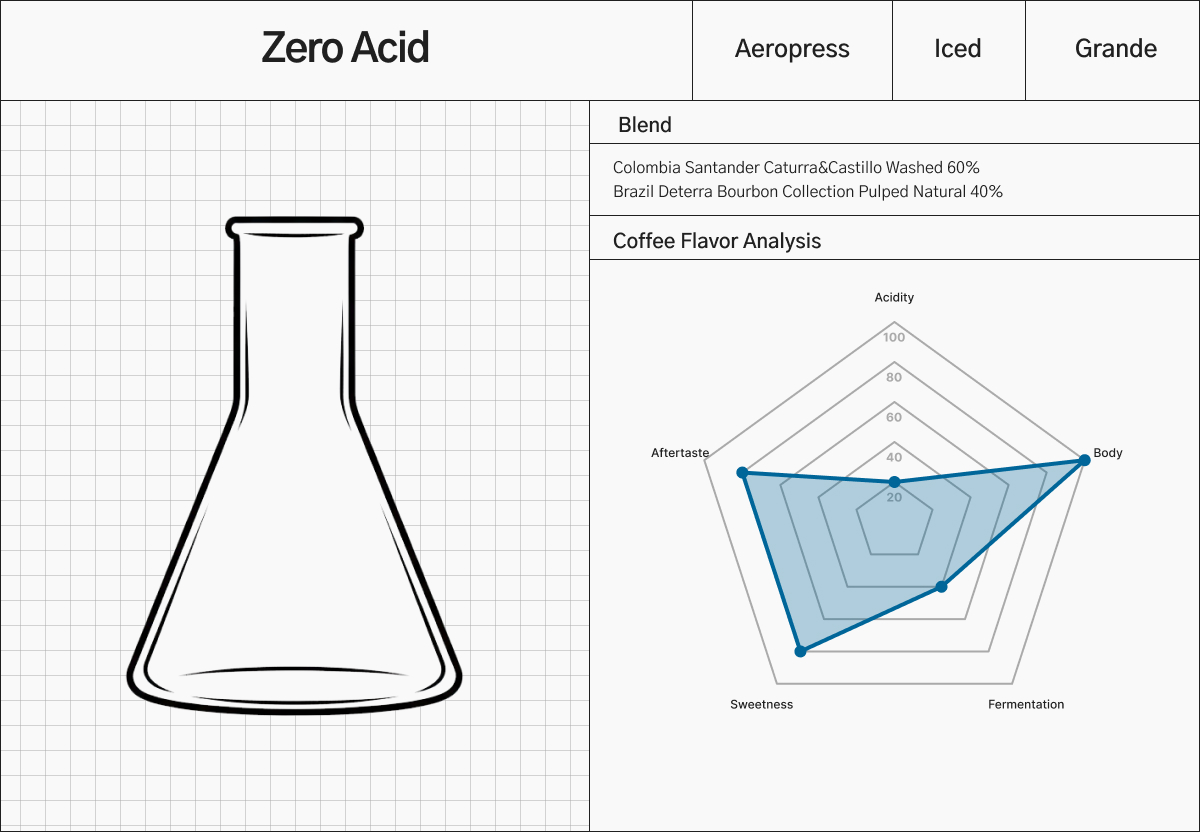 Zero Acid
Aeropress
Iced
Grande
Blend
Colombia Santander Caturra&Castillo Washed 60%
Brazil Deterra Bourbon Collection Pulped Natural 40%
Coffee Flavor Analysis
Acidity
100
80
60
40
20
Aftertaste
Body
Sweetness
Fermentation